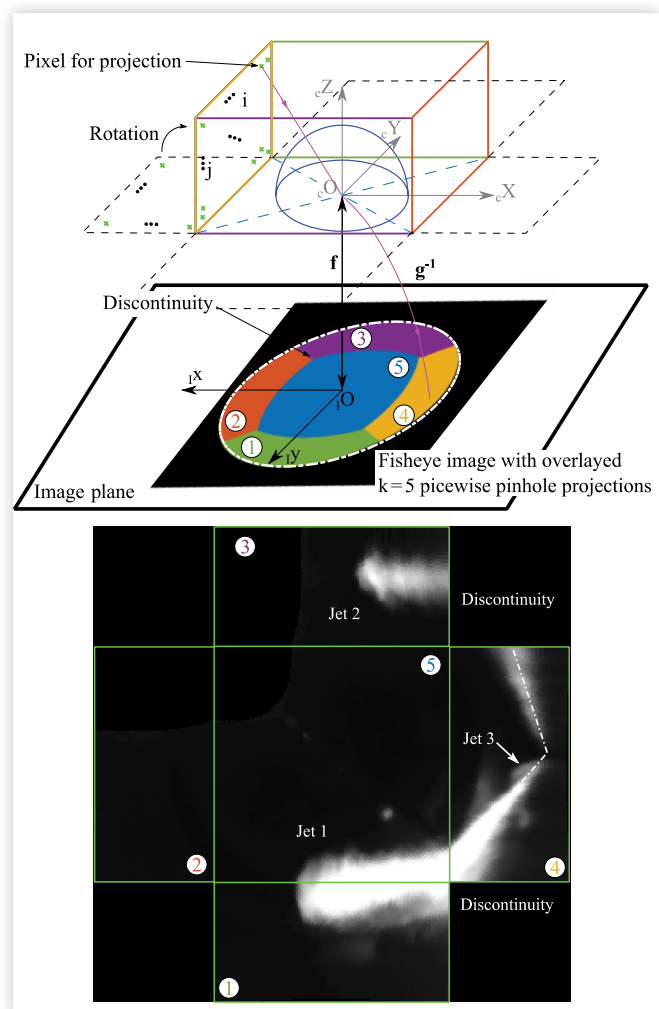 Pixel for projection
cZ
i
cY
Rotation
j
cO
cX
f
g-1
Discontinuity
3
5
Ix
IO
4
2
1
Iy
Fisheye image with overlayed
k=5 picewise pinhole projections
Image plane
3
Jet 2
Discontinuity
5
Jet 3
Jet 1
2
4
Discontinuity
1